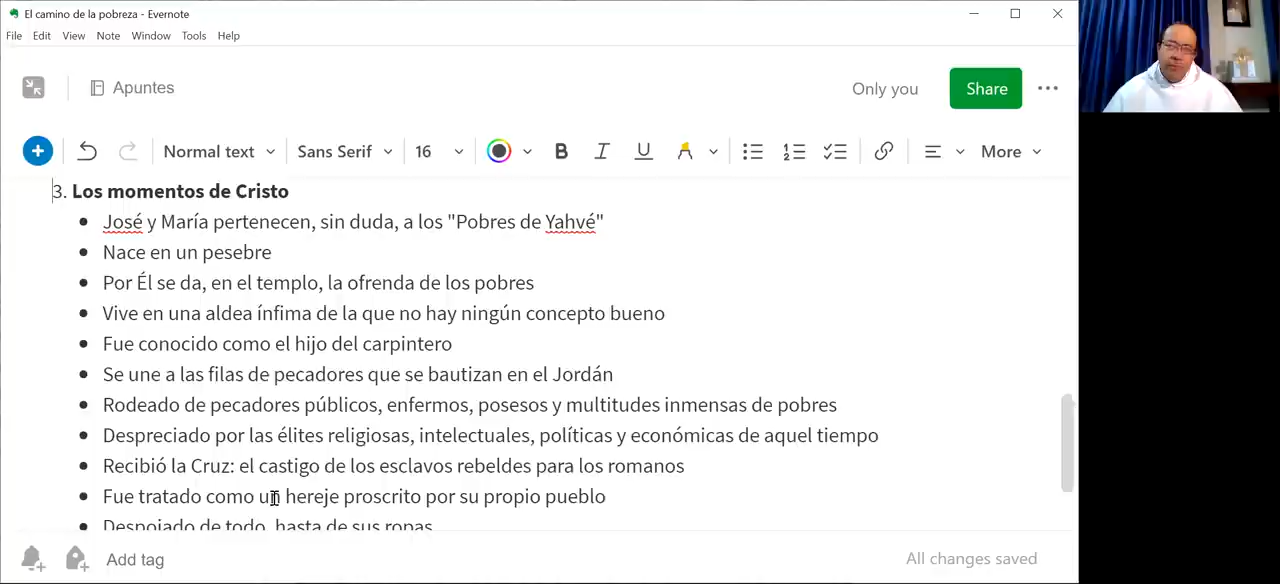 El camino de la pobreza - Evernote
File Edit View Note Window Tools Help
Apuntes
Only you
Share
Normal text
Sans Serif
16
B I U A
More
3. Los momentos de Cristo
José y María pertenecen, sin duda, a los "Pobres de Yahvé"
Nace en un pesebre
Por Él se da, en el templo, la ofrenda de los pobres
Vive en una aldea ínfima de la que no hay ningún concepto bueno
Fue conocido como el hijo del carpintero
Se une a las filas de pecadores que se bautizan en el Jordán
Rodeado de pecadores públicos, enfermos, posesos y multitudes inmensas de pobres
Despreciado por las élites religiosas, intelectuales, políticas y económicas de aquel tiempo
Recibió la Cruz: el castigo de los esclavos rebeldes para los romanos
Fue tratado como un hereje proscrito por su propio pueblo
Despojado de todo, hasta de sus ropas
Add tag
All changes saved